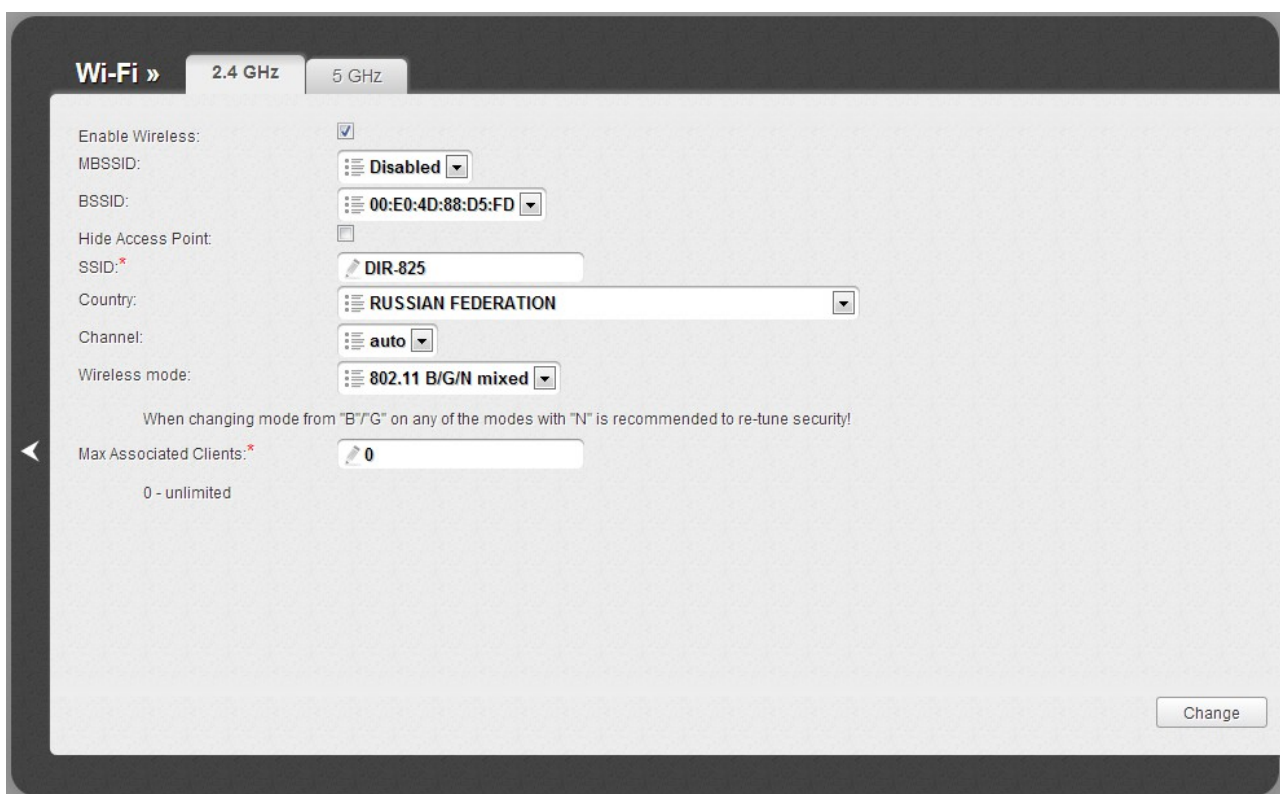 Wi-Fi » 2.4 GHz 5 GHz
Enable Wireless:
MBSSID: Disabled
BSSID: 00:E0:4D:88:D5:FD
Hide Access Point:
SSID:* DIR-825
Country: RUSSIAN FEDERATION
Channel: auto
Wireless mode: 802.11 B/G/N mixed
When changing mode from "B"/"G" on any of the modes with "N" is recommended to re-tune security!
Max Associated Clients:* 0
0 - unlimited
Change